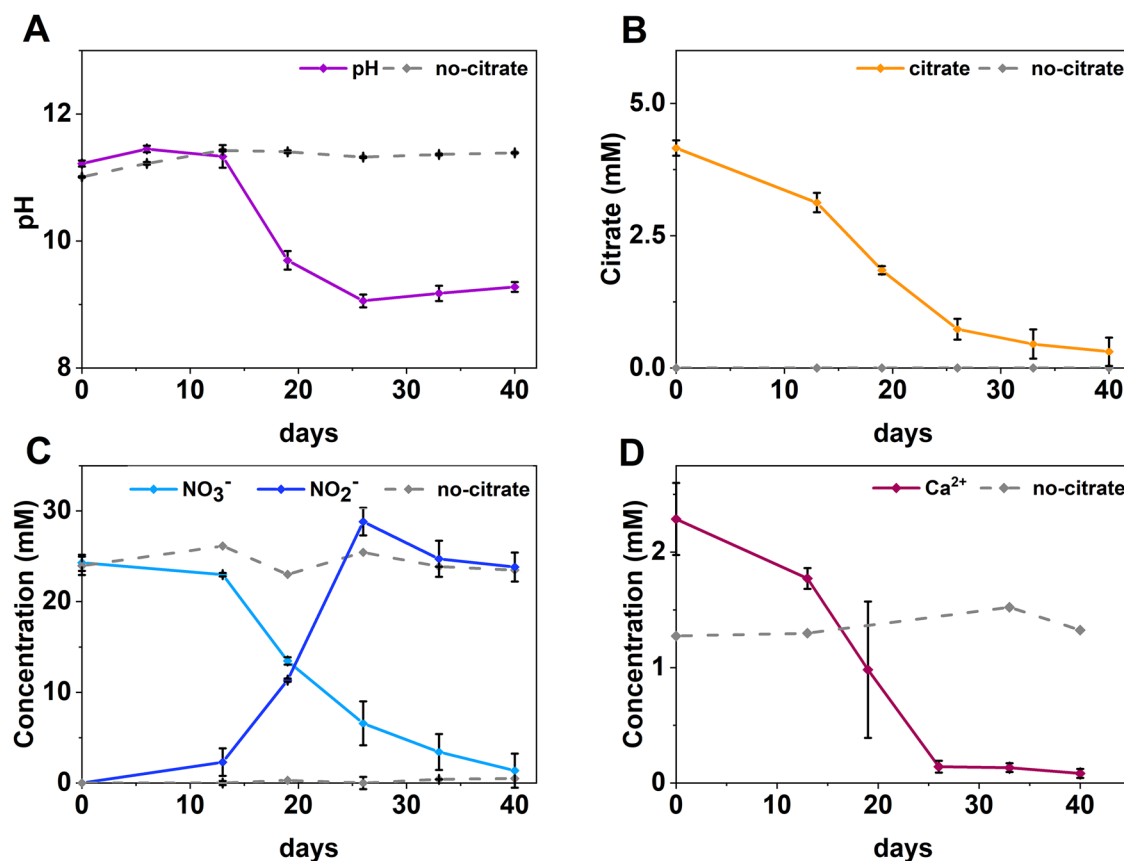 A
pH no-citrate
12
10
8
pH
0 10 20 30 40
days
B
citrate no-citrate
5.0
2.5
0.0
Citrate (mM)
0 10 20 30 40
days
C
NO₃⁻ NO₂⁻ no-citrate
30
20
10
0
Concentration (mM)
0 10 20 30 40
days
D
Ca²⁺ no-citrate
2
1
0
Concentration (mM)
0 10 20 30 40
days